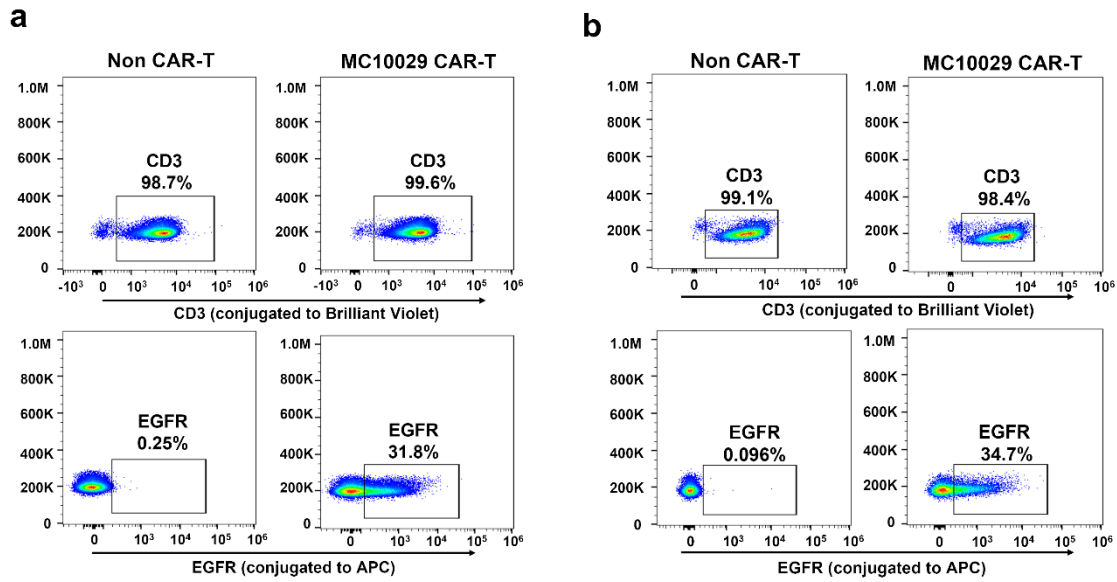 a
Non CAR-T
MC10029 CAR-T
1.0M
800K
600K
400K
200K
0
CD3
98.7%
-10³ 0 10³ 10⁴ 10⁵ 10⁶
1.0M
800K
600K
400K
200K
0
CD3
99.6%
-10³ 0 10³ 10⁴ 10⁵ 10⁶
CD3 (conjugated to Brilliant Violet)
1.0M
800K
600K
400K
200K
0
EGFR
0.25%
0 10³ 10⁴ 10⁵ 10⁶
1.0M
800K
600K
400K
200K
0
EGFR
31.8%
0 10³ 10⁴ 10⁵ 10⁶
EGFR (conjugated to APC)
b
Non CAR-T
MC10029 CAR-T
1.0M
800K
600K
400K
200K
0
CD3
99.1%
0 10⁴ 10⁵ 10⁶
1.0M
800K
600K
400K
200K
0
CD3
98.4%
0 10⁴ 10⁵ 10⁶
CD3 (conjugated to Brilliant Violet)
1.0M
800K
600K
400K
200K
0
EGFR
0.096%
0 10³ 10⁴ 10⁵ 10⁶
1.0M
800K
600K
400K
200K
0
EGFR
34.7%
0 10³ 10⁴ 10⁵ 10⁶
EGFR (conjugated to APC)